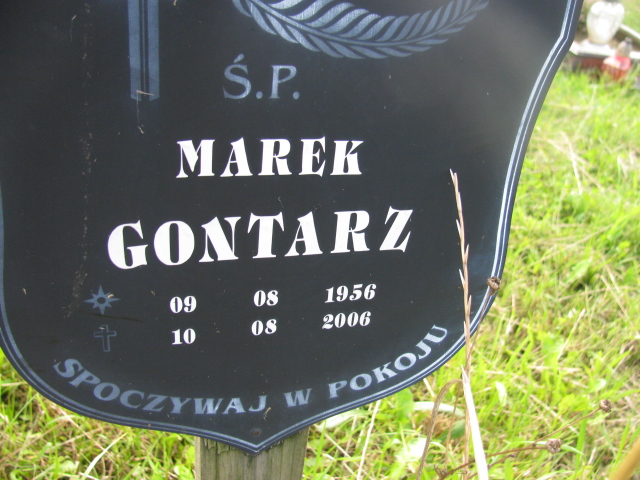 Ś.P.
MAREK
GONTARZ
09 08 1956
10 08 2006
SPOCZYWAJ W POKOJU